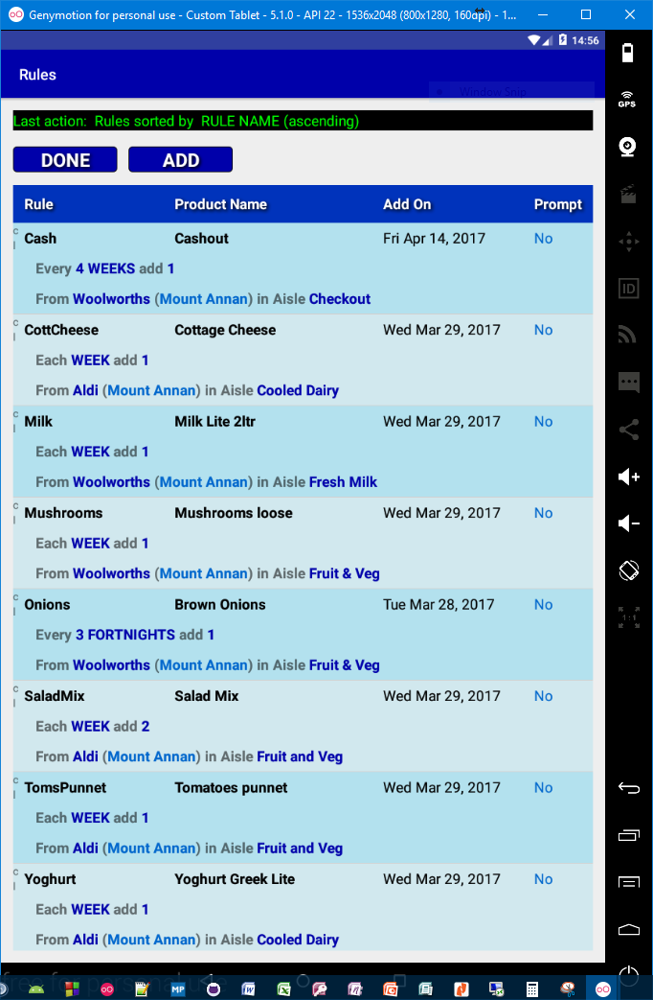 Genymotion for personal use - Custom Tablet - 5.1.0 - API 22 - 1536x2048 (800x1280, 160dpi) - 1...
14:56
Rules
Window Snip
Last action: Rules sorted by RULE NAME (ascending)
DONE ADD
Rule Product Name Add On Prompt
c Cash Cashout Fri Apr 14, 2017 No
l
Every 4 WEEKS add 1
From Woolworths (Mount Annan) in Aisle Checkout
c CottCheese Cottage Cheese Wed Mar 29, 2017 No
l
Each WEEK add 1
From Aldi (Mount Annan) in Aisle Cooled Dairy
c Milk Milk Lite 2ltr Wed Mar 29, 2017 No
l
Each WEEK add 1
From Woolworths (Mount Annan) in Aisle Fresh Milk
c Mushrooms Mushrooms loose Wed Mar 29, 2017 No
l
Each WEEK add 1
From Woolworths (Mount Annan) in Aisle Fruit & Veg
c Onions Brown Onions Tue Mar 28, 2017 No
l
Every 3 FORTNIGHTS add 1
From Woolworths (Mount Annan) in Aisle Fruit & Veg
c SaladMix Salad Mix Wed Mar 29, 2017 No
l
Each WEEK add 2
From Aldi (Mount Annan) in Aisle Fruit and Veg
c TomsPunnet Tomatoes punnet Wed Mar 29, 2017 No
l
Each WEEK add 1
From Aldi (Mount Annan) in Aisle Fruit and Veg
c Yoghurt Yoghurt Greek Lite Wed Mar 29, 2017 No
l
Each WEEK add 1
From Aldi (Mount Annan) in Aisle Cooled Dairy
GPS
ID
1:1
free for personal use
MP